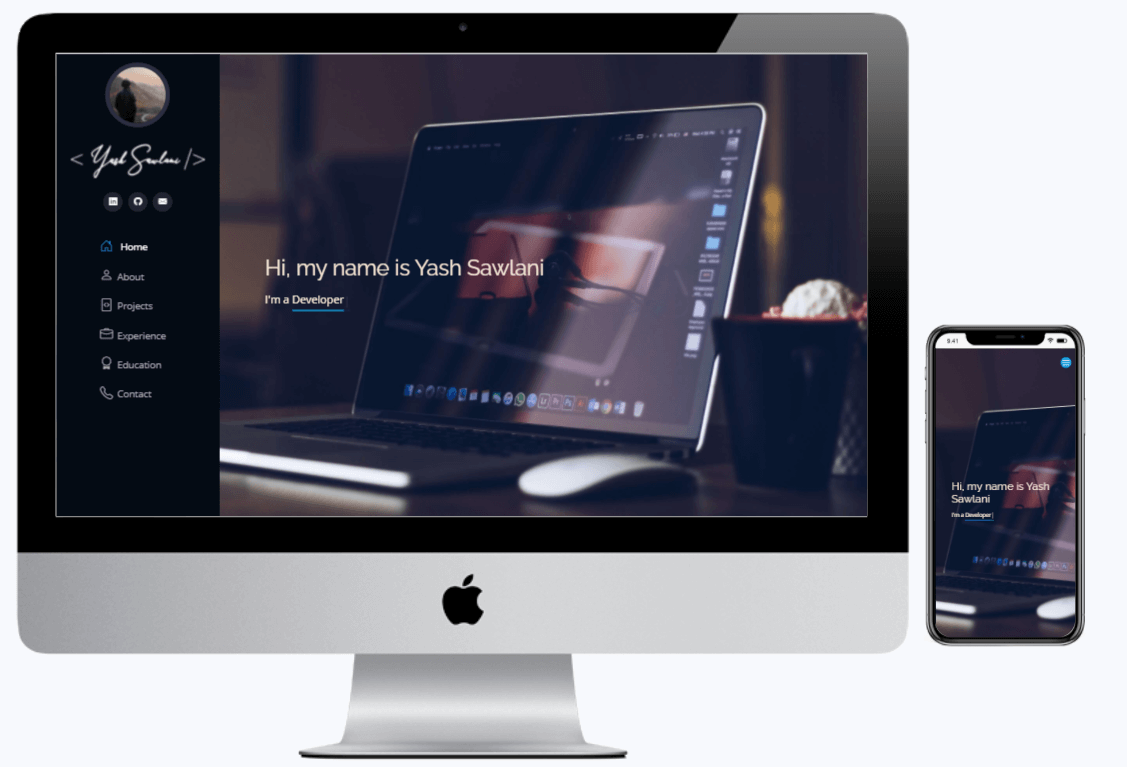 < Yash Sawlani />
Home
About
Projects
Experience
Education
Contact
Hi, my name is Yash Sawlani
I'm a Developer
9:41
Hi, my name is Yash
Sawlani
I'm a Developer|